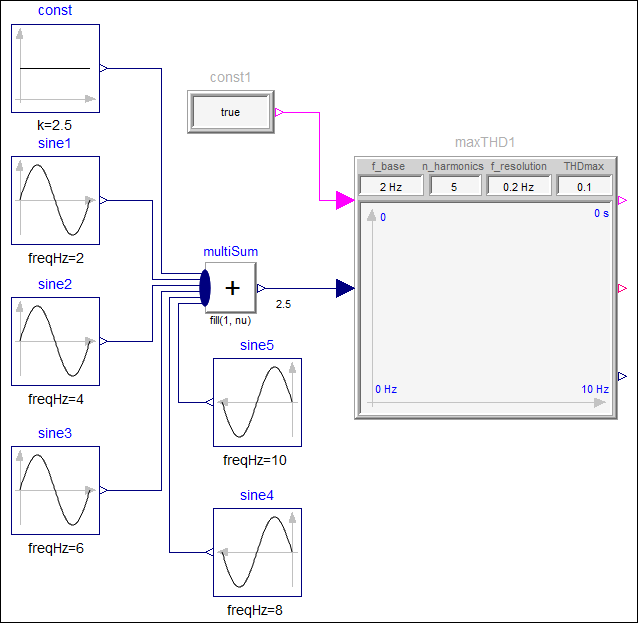 const
k=2.5
sine1
freqHz=2
sine2
freqHz=4
sine3
freqHz=6
const1
true
multiSum
+
fill(1, nu)
2.5
sine5
freqHz=10
sine4
freqHz=8
maxTHD1
f_base n_harmonics f_resolution THDmax
2 Hz 5 0.2 Hz 0.1
0 0 s
0 Hz 10 Hz